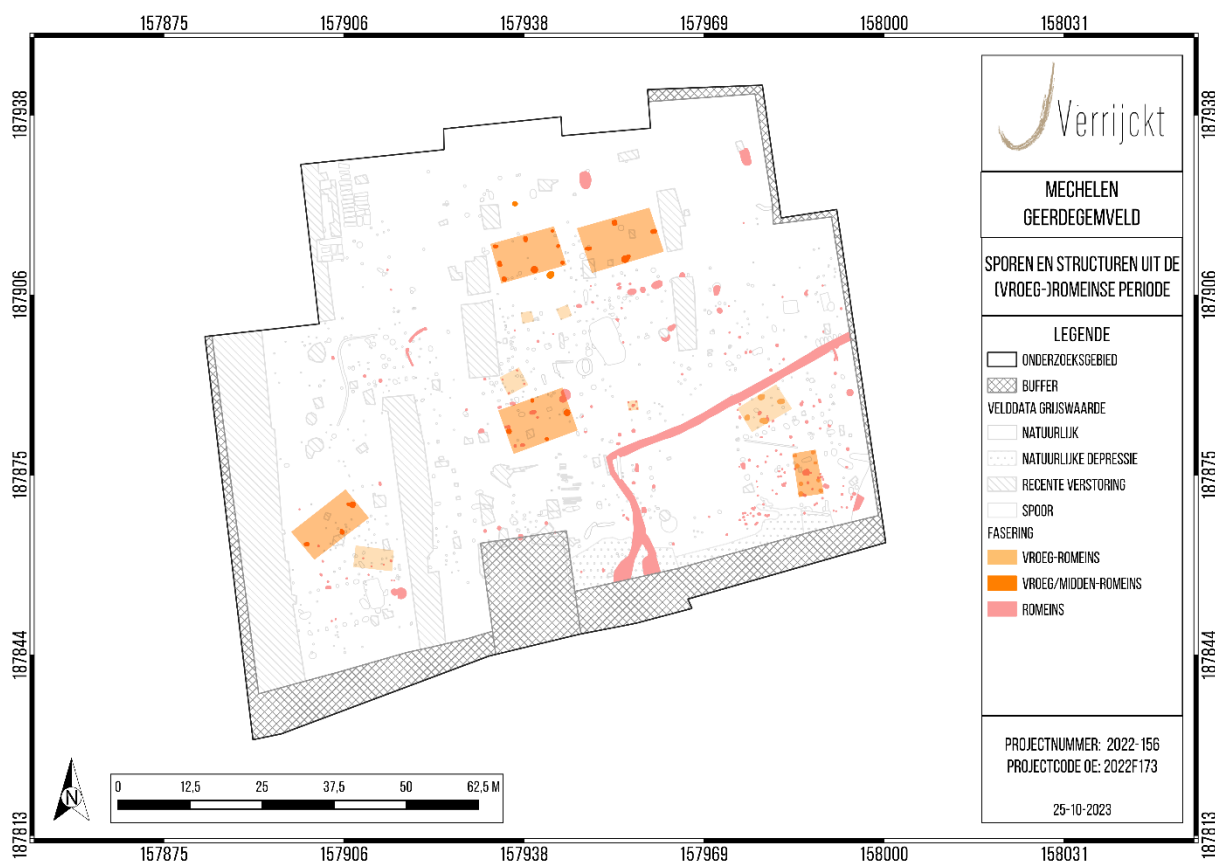 157875 157906 157938 157969 158000 158031
187938
187906
187875
187844
187813
187938
187906
187875
187844
187813
Verrijckt
MECHELEN
GEERDEGEMVELD
SPOREN EN STRUCTUREN UIT DE
(VROEG-)ROMEINSE PERIODE
LEGENDE
ONDERZOEKSGEBIED
BUFFER
VELDDATA GRIJSWAARDE
NATUURLIJK
NATUURLIJKE DEPRESSIE
RECENTE VERSTORING
SPOOR
FASERING
VROEG-ROMEINS
VROEG/MIDDEN-ROMEINS
ROMEINS
PROJECTNUMMER: 2022-156
PROJECTCODE OE: 2022F173
25-10-2023
N
0 12,5 25 37,5 50 62,5 M
157875 157906 157938 157969 158000 158031